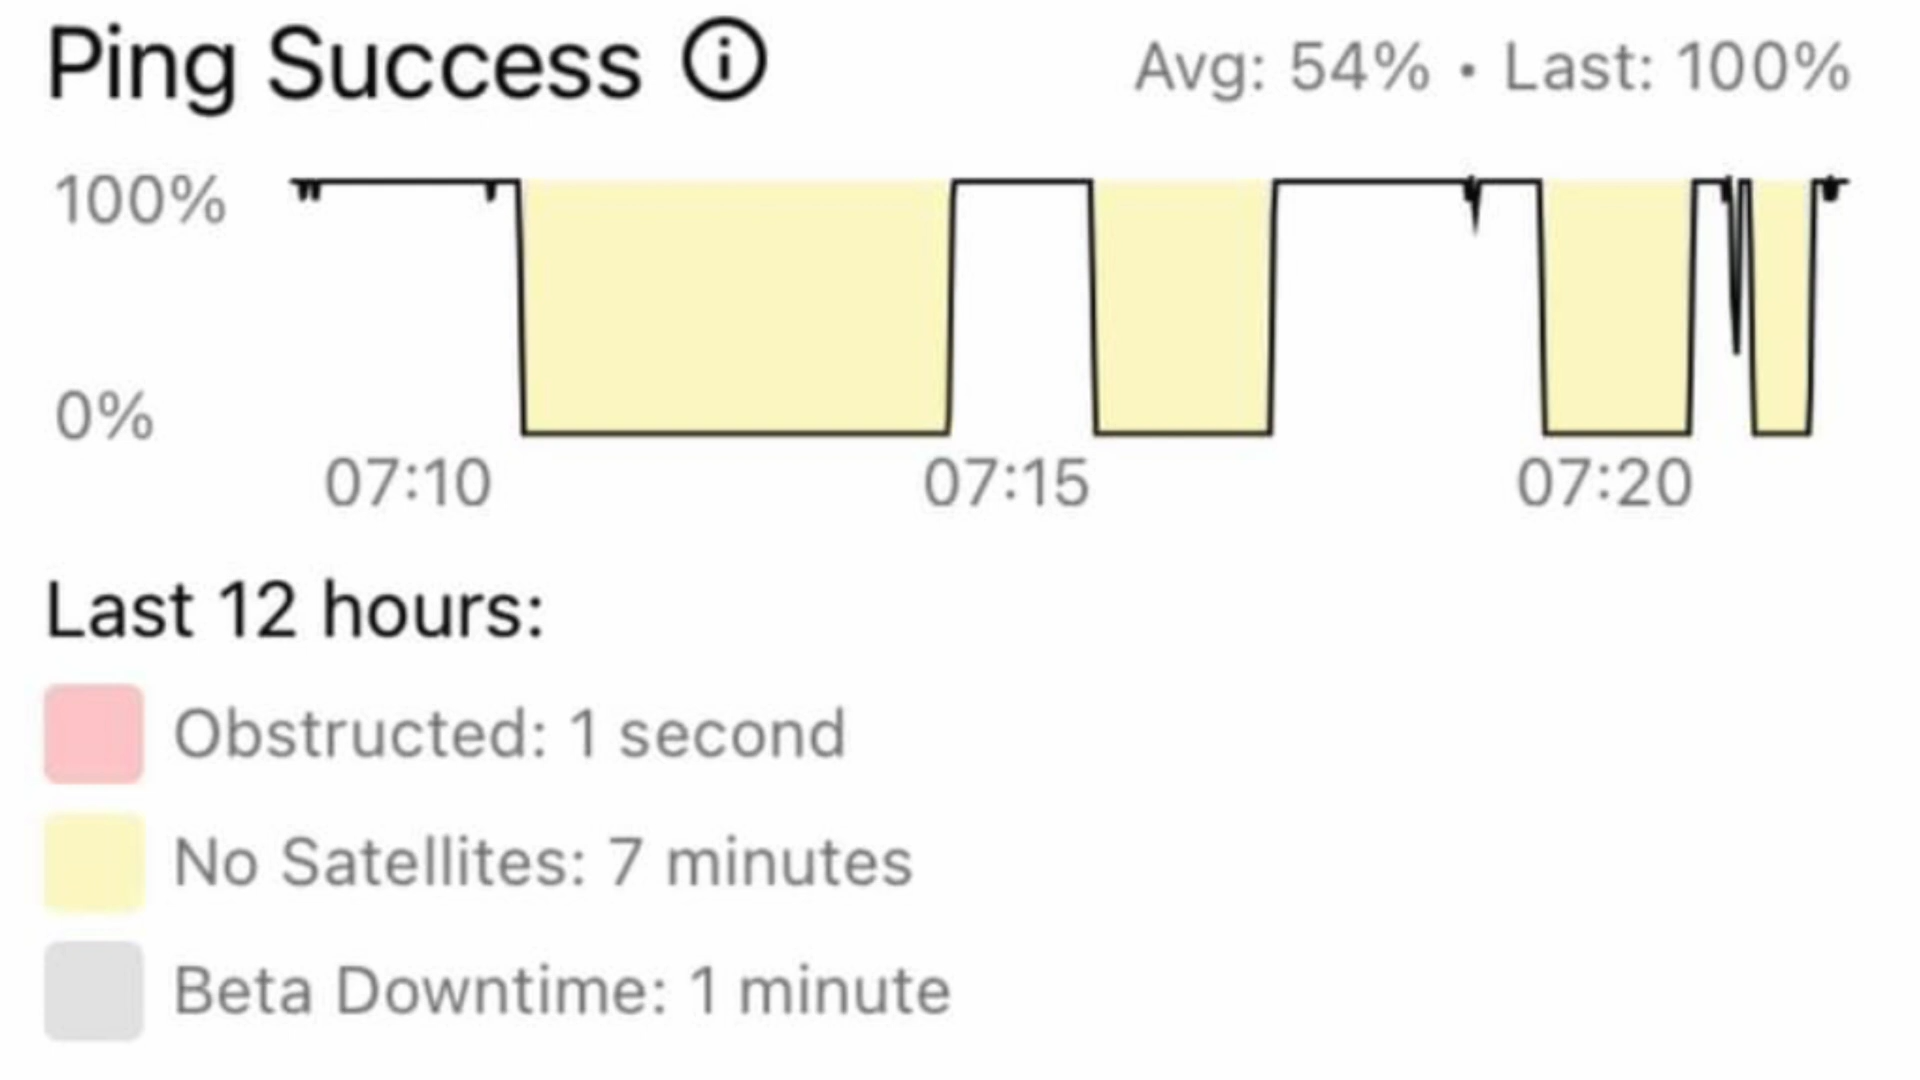 Ping Success
Avg: 54% • Last: 100%
100%
0%
07:10 07:15 07:20
Last 12 hours:
Obstructed: 1 second
No Satellites: 7 minutes
Beta Downtime: 1 minute